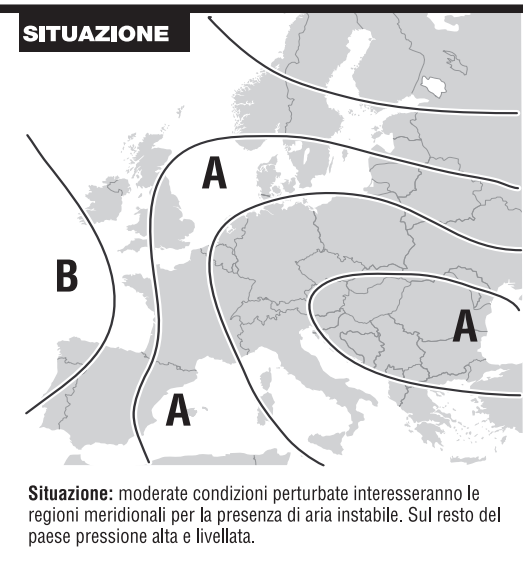 SITUAZIONE
A
B
A
A
Situazione: moderate condizioni perturbate interesseranno le
regioni meridionali per la presenza di aria instabile. Sul resto del
paese pressione alta e livellata.